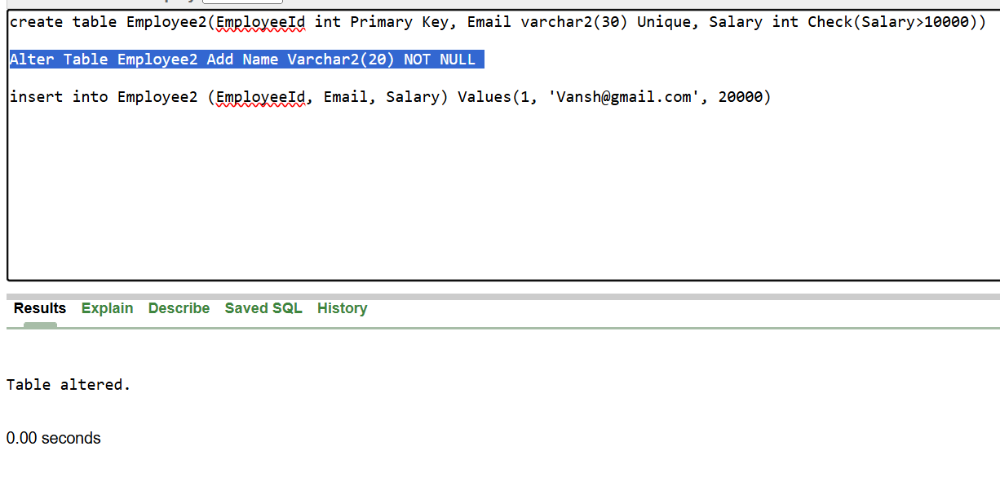 create table Employee2(EmployeeId int Primary Key, Email varchar2(30) Unique, Salary int Check(Salary>10000))
Alter Table Employee2 Add Name Varchar2(20) NOT NULL
insert into Employee2 (EmployeeId, Email, Salary) Values(1, 'Vansh@gmail.com', 20000)
Results Explain Describe Saved SQL History
Table altered.
0.00 seconds